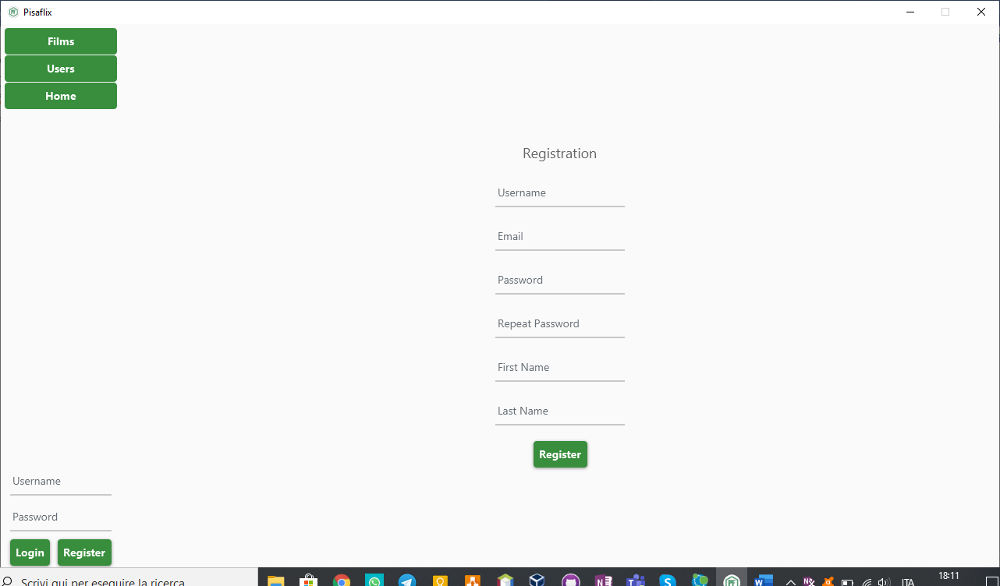 Pisaflix
Films
Users
Home
Registration
Username
Email
Password
Repeat Password
First Name
Last Name
Register
Username
Password
Login Register
Scrivi qui per eseguire la ricerca
18:11
ITA